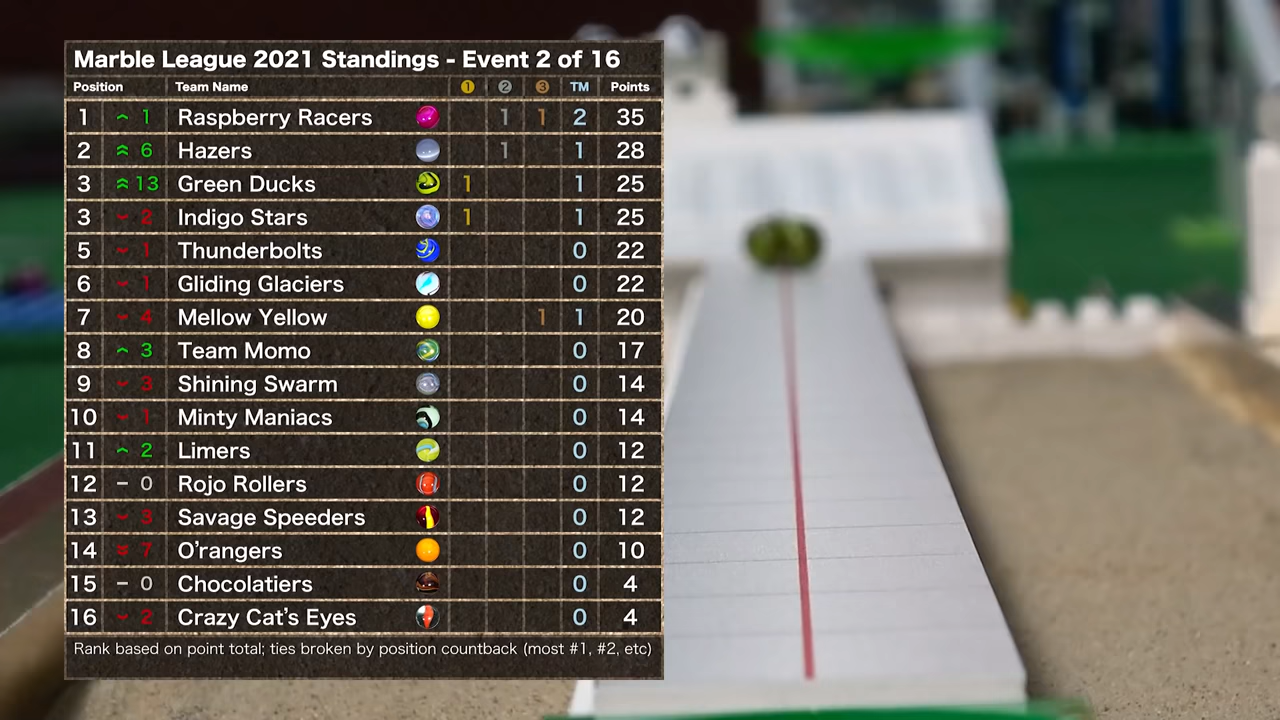 Marble League 2021 Standings - Event 2 of 16
Position Team Name 1 2 3 TM Points
1 1 Raspberry Racers 1 1 2 35
2 6 Hazers 1 1 28
3 13 Green Ducks 1 1 25
3 2 Indigo Stars 1 1 25
5 1 Thunderbolts 0 22
6 1 Gliding Glaciers 0 22
7 4 Mellow Yellow 1 1 20
8 3 Team Momo 0 17
9 3 Shining Swarm 0 14
10 1 Minty Maniacs 0 14
11 2 Limers 0 12
12 – 0 Rojo Rollers 0 12
13 3 Savage Speeders 0 12
14 7 O’rangers 0 10
15 – 0 Chocolatiers 0 4
16 2 Crazy Cat’s Eyes 0 4
Rank based on point total; ties broken by position countback (most #1, #2, etc)